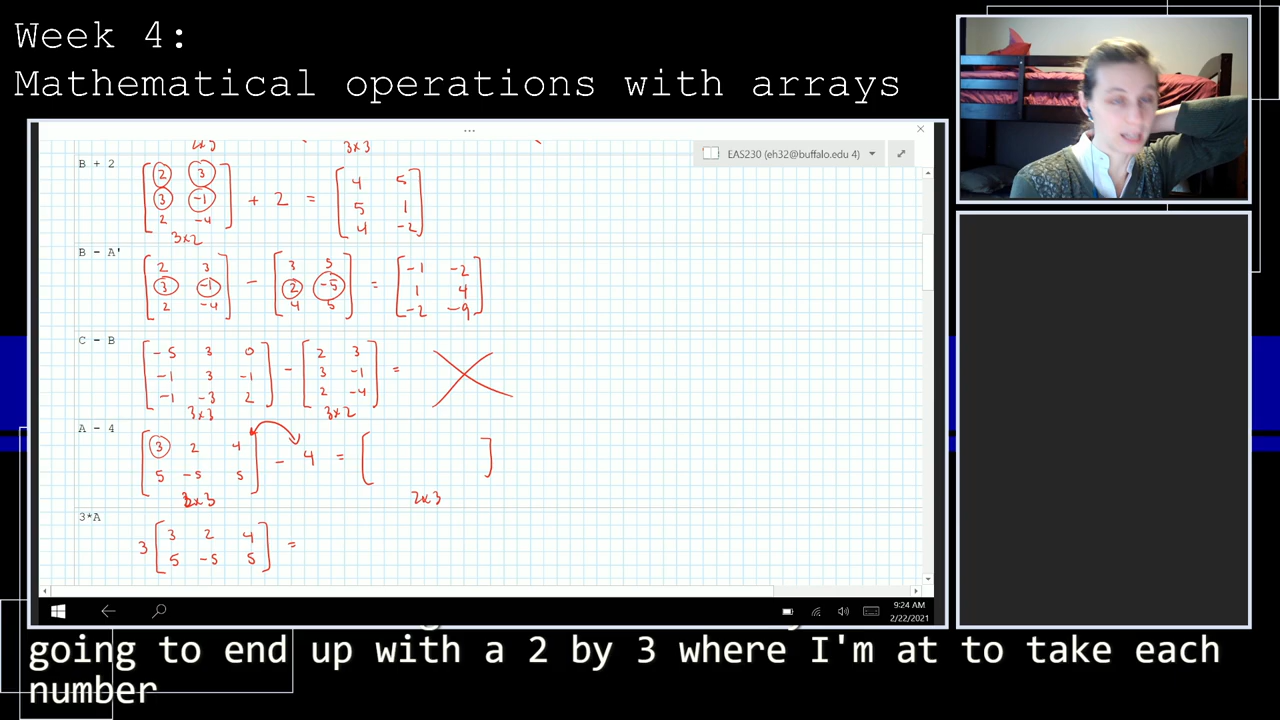 Week 4:
Mathematical operations with arrays
EAS230 (eh32@buffalo.edu 4)
3x3
B + 2
2 3
3 -1 + 2 = 4 5
2 -4 5 1
3x2 4 -2
B - A'
2 3 3 5 -1 -2
3 -1 - 2 -5 = 1 4
2 -4 4 5 -2 -9
C - B
-5 3 0 2 3
-1 3 -1 - 3 -1 =
-1 -3 2 2 -4
3x3 3x2
A - 4
3 2 4
5 -5 5 - 4 =
2x3 2x3
3*A
3 3 2 4 =
5 -5 5
9:24 AM
2/22/2021
going to end up with a 2 by 3 where I'm at to take each
number